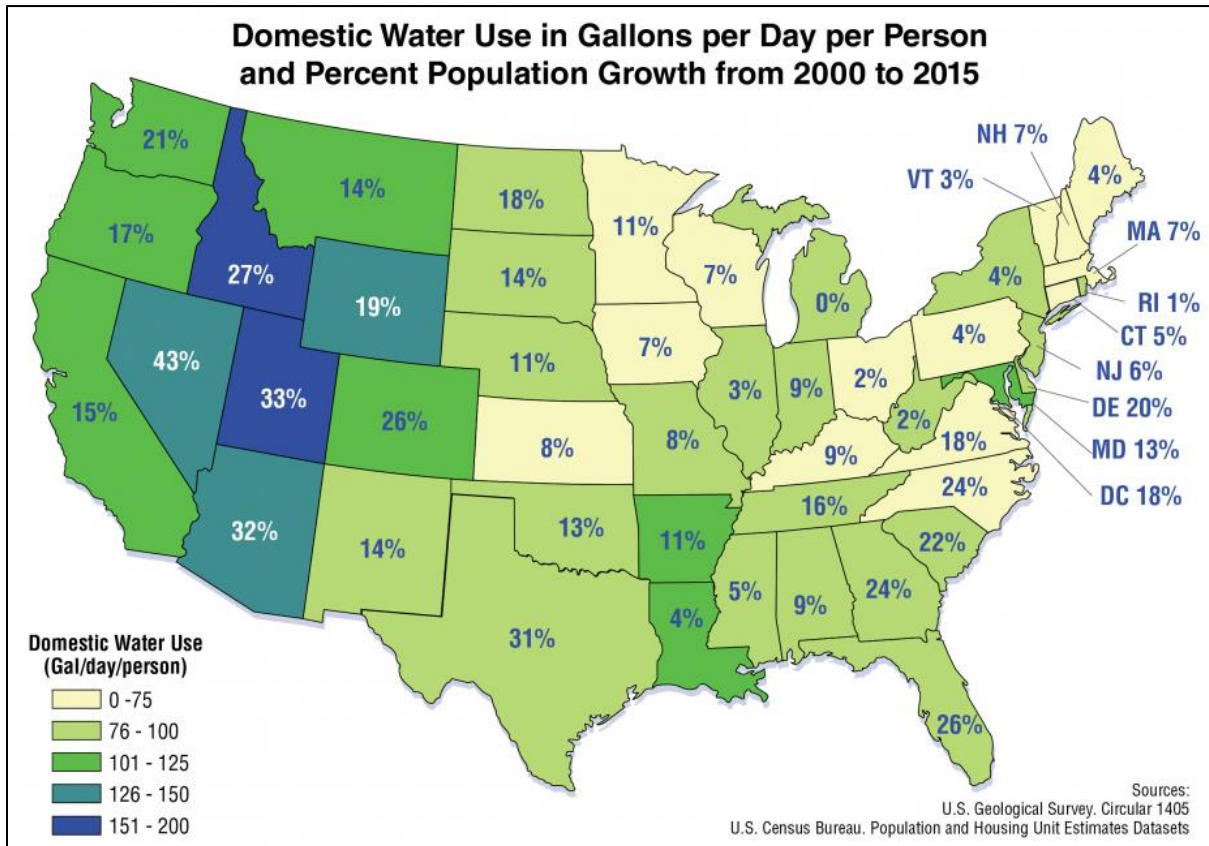 Domestic Water Use in Gallons per Day per Person
and Percent Population Growth from 2000 to 2015
NH 7%
VT 3%
4%
21%
14%
18%
11%
MA 7%
17%
7%
4%
27%
14%
0%
RI 1%
19%
CT 5%
4%
43%
11%
7%
NJ 6%
3%
9%
2%
33%
DE 20%
15%
26%
8%
8%
2%
18%
MD 13%
9%
24%
DC 18%
32%
14%
13%
11%
16%
22%
5%
9%
24%
4%
31%
26%
Domestic Water Use
(Gal/day/person)
0 -75
76 - 100
101 - 125
126 - 150
151 - 200
Sources:
U.S. Geological Survey. Circular 1405
U.S. Census Bureau. Population and Housing Unit Estimates Datasets